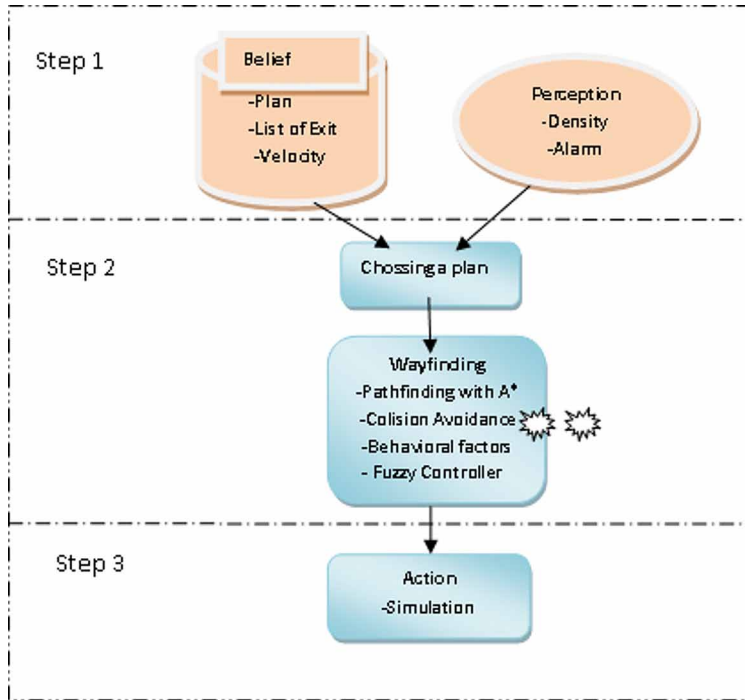 Step 1
Belief
-Plan
-List of Exit
-Velocity
Perception
-Density
-Alarm
Step 2
Chossing a plan
Wayfinding
-Pathfinding with A*
-Colision Avoidance
-Behavioral factors
- Fuzzy Controller
Step 3
Action
-Simulation